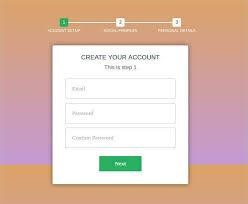 1 2 3
ACCOUNT SETUP SOCIAL PROFILES PERSONAL DETAILS
CREATE YOUR ACCOUNT
This is step 1
Email
Password
Confirm Password
Next